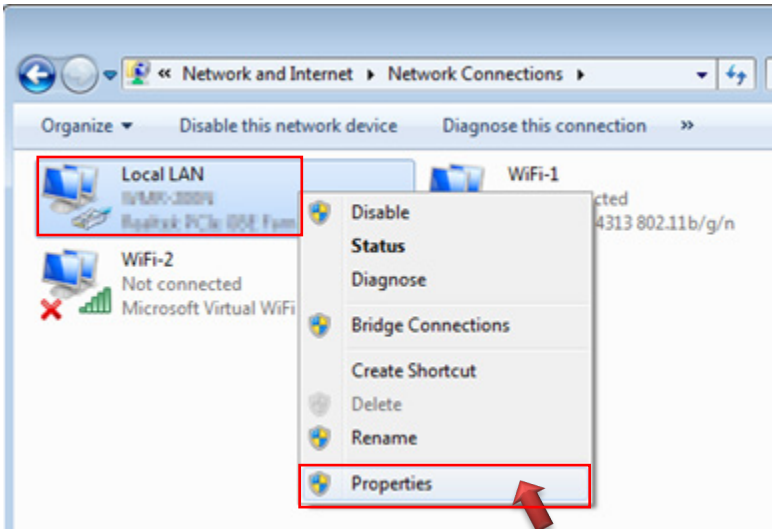 « Network and Internet ▸ Network Connections ▸
Organize ▾ Disable this network device Diagnose this connection »
Local LAN
WiFi-1
cted
4313 802.11b/g/n
WiFi-2
Not connected
Microsoft Virtual WiFi
Disable
Status
Diagnose
Bridge Connections
Create Shortcut
Delete
Rename
Properties